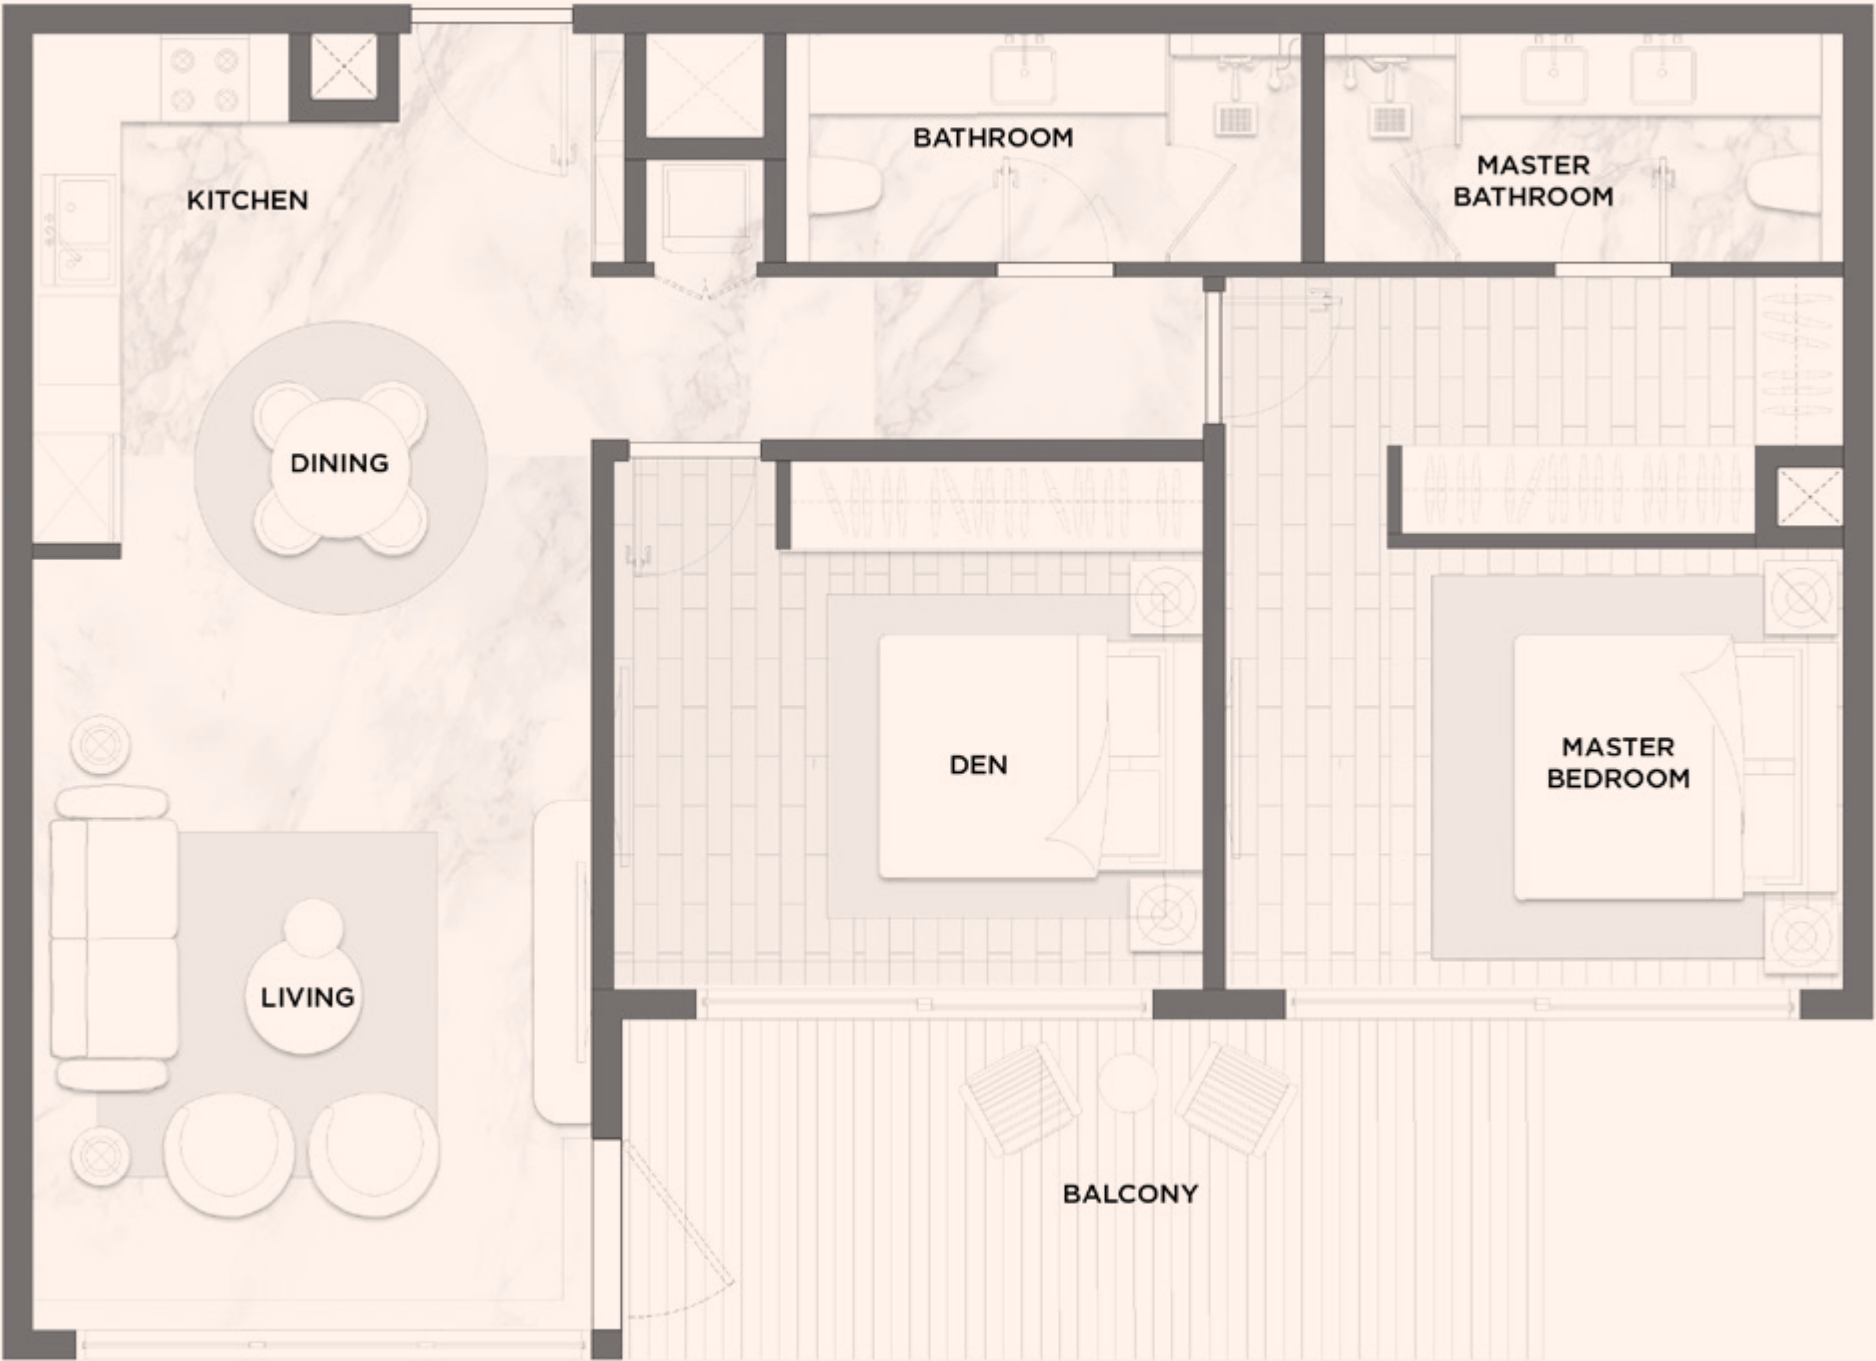 BATHROOM
MASTER
BATHROOM
KITCHEN
DINING
DEN
MASTER
BEDROOM
LIVING
BALCONY